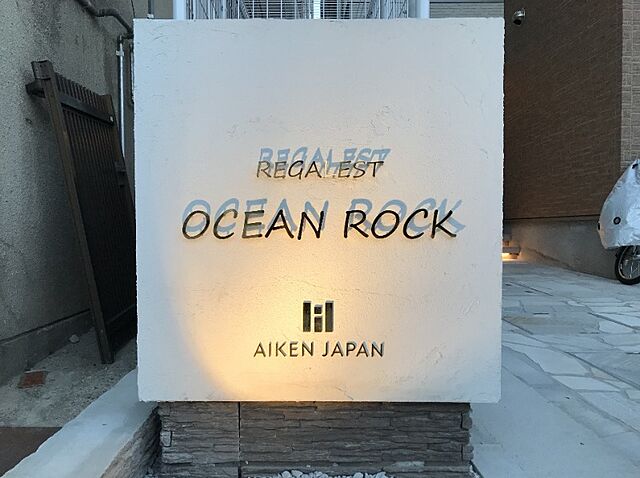 REGALEST
OCEAN ROCK
AIKEN JAPAN